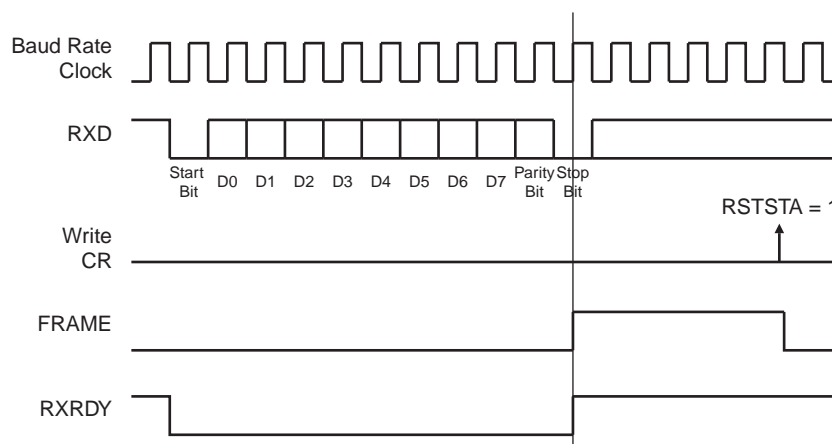 Baud Rate
Clock
RXD
Start
Bit
D0 D1 D2 D3 D4 D5 D6 D7
Parity
Bit
Stop
Bit
RSTSTA = 1
Write
CR
FRAME
RXRDY